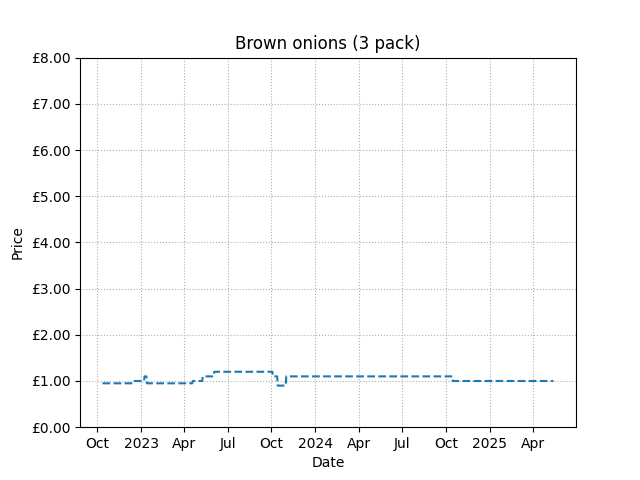 Brown onions (3 pack)
£8.00
£7.00
£6.00
£5.00
£4.00
£3.00
£2.00
£1.00
£0.00
Price
Oct 2023 Apr Jul Oct 2024 Apr Jul Oct 2025 Apr
Date